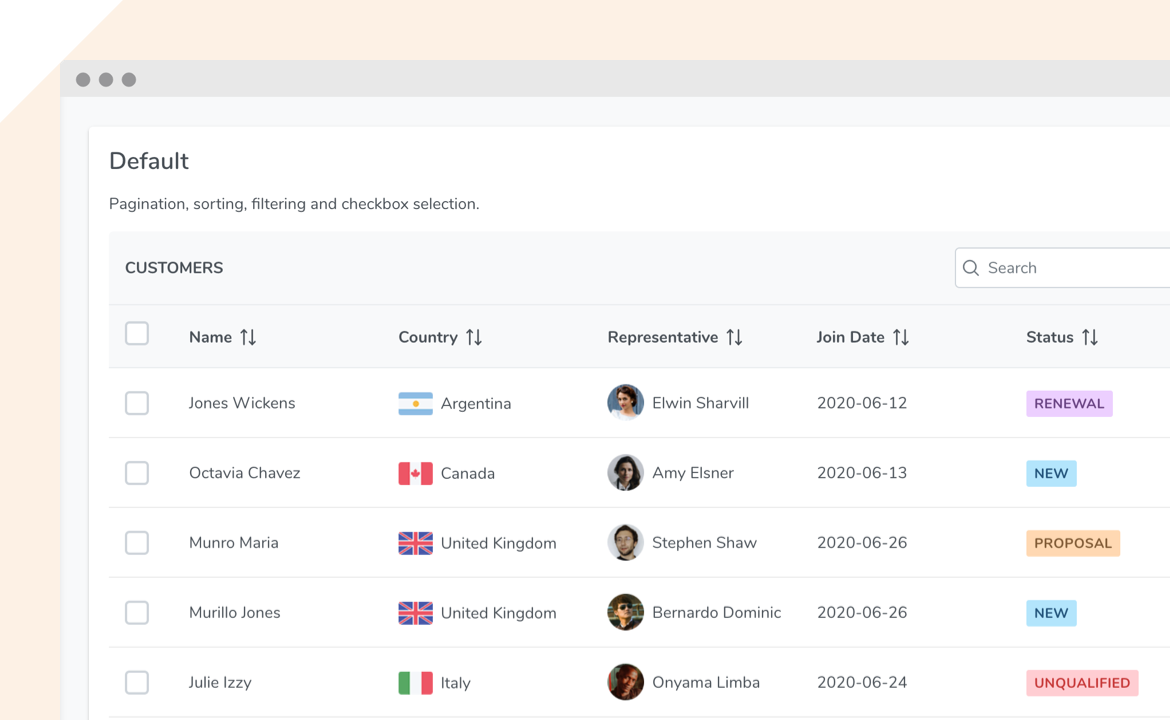 Default
Pagination, sorting, filtering and checkbox selection.
CUSTOMERS
Search
Name Country Representative Join Date Status
Jones Wickens Argentina Elwin Sharvill 2020-06-12 RENEWAL
Octavia Chavez Canada Amy Elsner 2020-06-13 NEW
Munro Maria United Kingdom Stephen Shaw 2020-06-26 PROPOSAL
Murillo Jones United Kingdom Bernardo Dominic 2020-06-26 NEW
Julie Izzy Italy Onyama Limba 2020-06-24 UNQUALIFIED